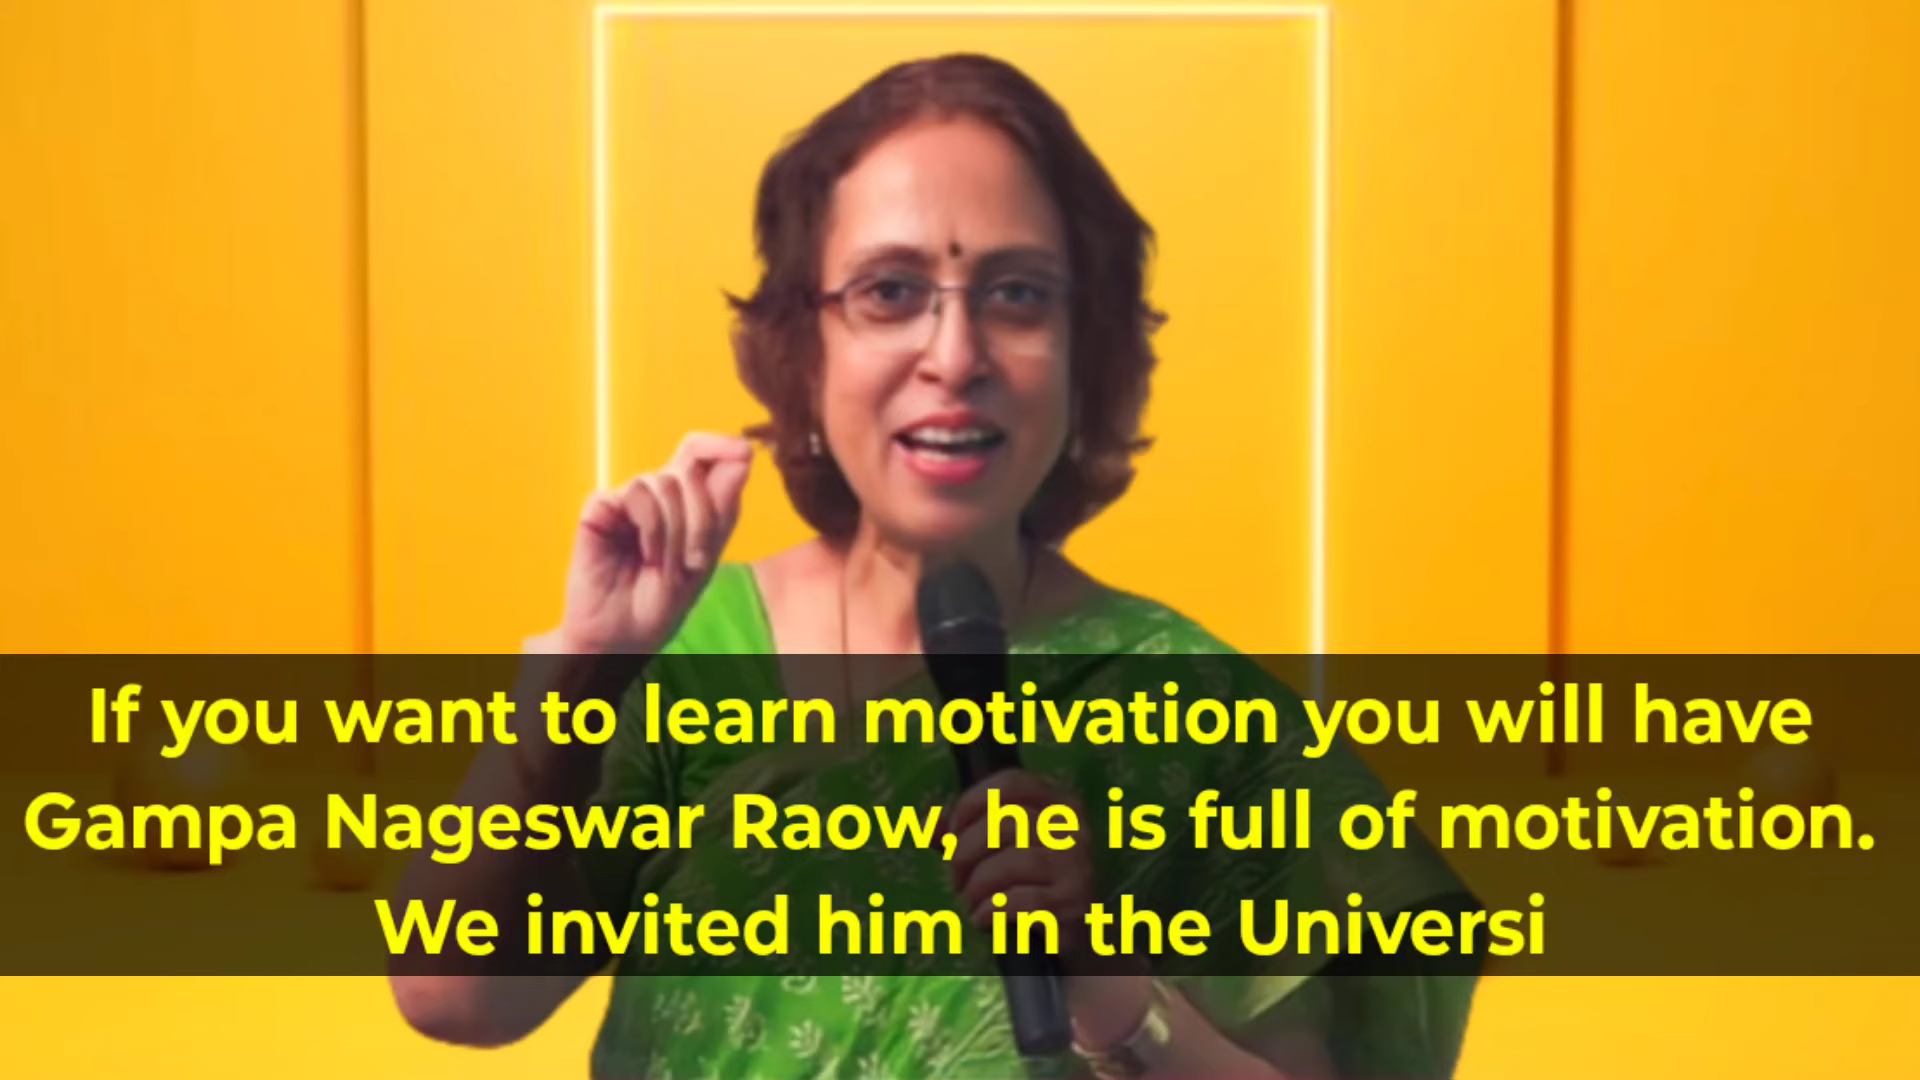 If you want to learn motivation you will have
Gampa Nageswar Raow, he is full of motivation.
We invited him in the Universi